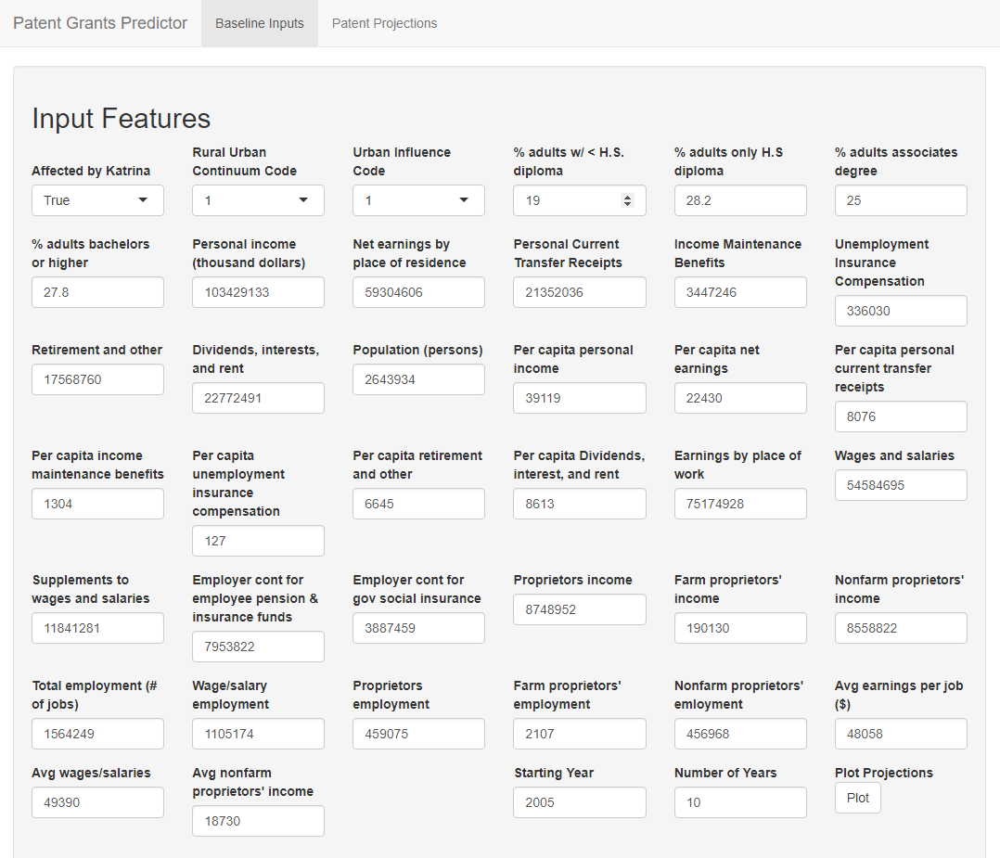 Patent Grants Predictor
Baseline Inputs
Patent Projections
Input Features
Affected by Katrina
True
Rural Urban
Continuum Code
1
Urban Influence
Code
1
% adults w/ < H.S.
diploma
19
% adults only H.S
diploma
28.2
% adults associates
degree
25
% adults bachelors
or higher
27.8
Personal income
(thousand dollars)
103429133
Net earnings by
place of residence
59304606
Personal Current
Transfer Receipts
21352036
Income Maintenance
Benefits
3447246
Unemployment
Insurance
Compensation
336030
Retirement and other
17568760
Dividends, interests,
and rent
22772491
Population (persons)
2643934
Per capita personal
income
39119
Per capita net
earnings
22430
Per capita personal
current transfer
receipts
8076
Per capita income
maintenance benefits
1304
Per capita
unemployment
insurance
compensation
127
Per capita retirement
and other
6645
Per capita Dividends,
interest, and rent
8613
Earnings by place of
work
75174928
Wages and salaries
54584695
Supplements to
wages and salaries
11841281
Employer cont for
employee pension &
insurance funds
7953822
Employer cont for
gov social insurance
3887459
Proprietors income
8748952
Farm proprietors'
income
190130
Nonfarm proprietors'
income
8558822
Total employment (#
of jobs)
1564249
Wage/salary
employment
1105174
Proprietors
employment
459075
Farm proprietors'
employment
2107
Nonfarm proprietors'
emloyment
456968
Avg earnings per job
($)
48058
Avg wages/salaries
49390
Avg nonfarm
proprietors' income
18730
Starting Year
2005
Number of Years
10
Plot Projections
Plot